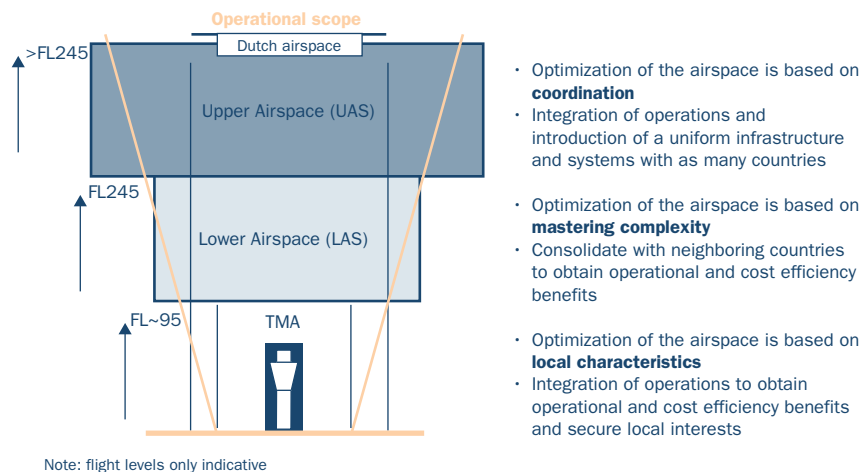 Operational scope
Dutch airspace
>FL245
Upper Airspace (UAS)
FL245
Lower Airspace (LAS)
FL~95
TMA
Note: flight levels only indicative
· Optimization of the airspace is based on
coordination
· Integration of operations and
introduction of a uniform infrastructure
and systems with as many countries
· Optimization of the airspace is based on
mastering complexity
· Consolidate with neighboring countries
to obtain operational and cost efficiency
benefits
· Optimization of the airspace is based on
local characteristics
· Integration of operations to obtain
operational and cost efficiency benefits
and secure local interests